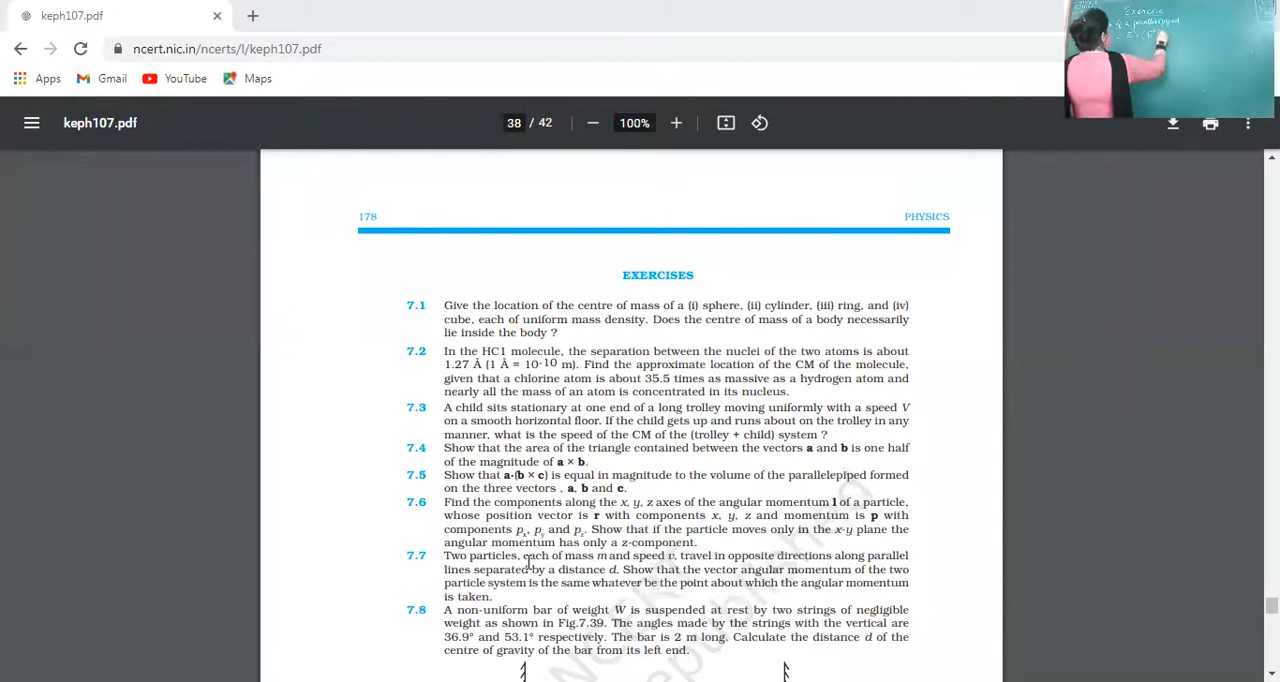 keph107.pdf
ncert.nic.in/ncerts/l/keph107.pdf
Apps Gmail YouTube Maps
keph107.pdf 38 / 42 100%
Exercise
of a parallelepiped
178 PHYSICS
EXERCISES
7.1 Give the location of the centre of mass of a (i) sphere, (ii) cylinder, (iii) ring, and (iv)
cube, each of uniform mass density. Does the centre of mass of a body necessarily
lie inside the body ?
7.2 In the HC1 molecule, the separation between the nuclei of the two atoms is about
1.27 Å (1 Å = 10⁻¹⁰ m). Find the approximate location of the CM of the molecule,
given that a chlorine atom is about 35.5 times as massive as a hydrogen atom and
nearly all the mass of an atom is concentrated in its nucleus.
7.3 A child sits stationary at one end of a long trolley moving uniformly with a speed V
on a smooth horizontal floor. If the child gets up and runs about on the trolley in any
manner, what is the speed of the CM of the (trolley + child) system ?
7.4 Show that the area of the triangle contained between the vectors a and b is one half
of the magnitude of a × b.
7.5 Show that a.(b × c) is equal in magnitude to the volume of the parallelepiped formed
on the three vectors , a, b and c.
7.6 Find the components along the x, y, z axes of the angular momentum l of a particle,
whose position vector is r with components x, y, z and momentum is p with
components pₓ, p_y and p_z. Show that if the particle moves only in the x-y plane the
angular momentum has only a z-component.
7.7 Two particles, each of mass m and speed v, travel in opposite directions along parallel
lines separated by a distance d. Show that the vector angular momentum of the two
particle system is the same whatever be the point about which the angular momentum
is taken.
7.8 A non-uniform bar of weight W is suspended at rest by two strings of negligible
weight as shown in Fig.7.39. The angles made by the strings with the vertical are
36.9° and 53.1° respectively. The bar is 2 m long. Calculate the distance d of the
centre of gravity of the bar from its left end.
NCERT
republished